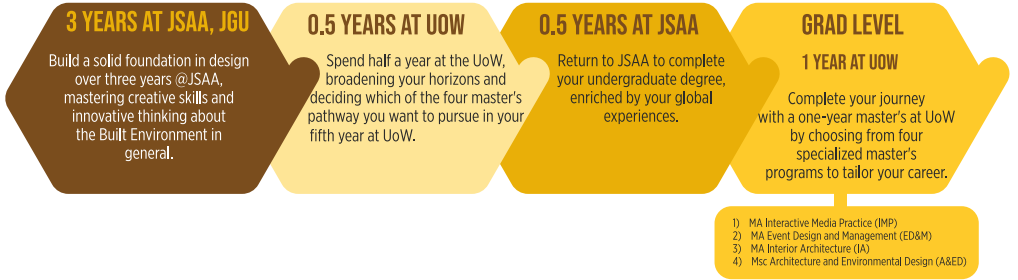 3 YEARS AT JSAA, JGU
Build a solid foundation in design
over three years @JSAA,
mastering creative skills and
innovative thinking about
the Built Environment in
general.
0.5 YEARS AT UOW
Spend half a year at the UoW,
broadening your horizons and
deciding which of the four master's
pathway you want to pursue in your
fifth year at UoW.
0.5 YEARS AT JSAA
Return to JSAA to complete
your undergraduate degree,
enriched by your global
experiences.
GRAD LEVEL
1 YEAR AT UOW
Complete your journey
with a one-year master's at UoW
by choosing from four
specialized master's
programs to tailor your career.
1) MA Interactive Media Practice (IMP)
2) MA Event Design and Management (ED&M)
3) MA Interior Architecture (IA)
4) Msc Architecture and Environmental Design (A&ED)